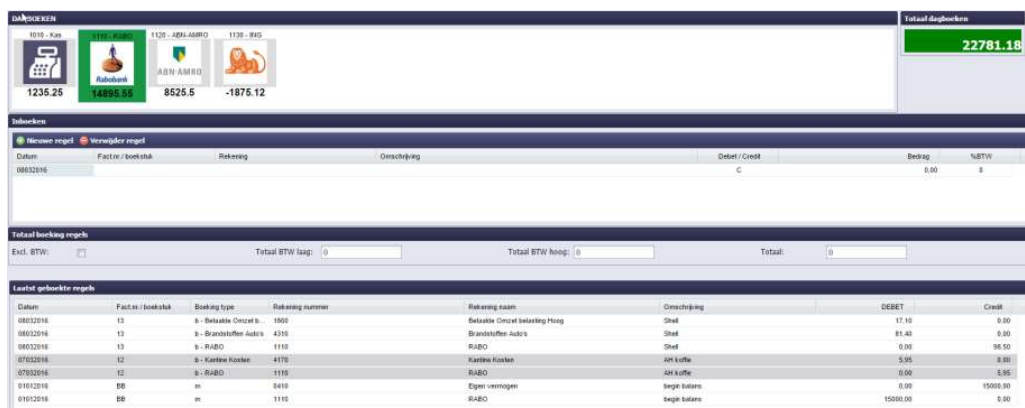 DAGBOEKEN
Totaal dagboeken
1010 - Kas 1110 - RABO 1120 - ABN-AMRO 1130 - ING
22781.18
Rabobank
ABN·AMRO
1235.25 14895.55 8525.5 -1875.12
Inboeken
Nieuwe regel Verwijder regel
Datum Fact.nr./ boekstuk Rekening Omschrijving Debet / Credit Bedrag %BTW
08032016 C 0,00 0
Totaal boeking regels
Excl. BTW: Totaal BTW laag: 0 Totaal BTW hoog: 0 Totaal: 0
Laatst geboekte regels
Datum Fact.nr. / boekstuk Boeking type Rekening nummer Rekening naam Omschrijving DEBET Credit
08032016 13 b - Betaalde Omzet b... 1660 Betaalde Omzet belasting Hoog Shell 17,10 0,00
08032016 13 b - Brandstoffen Auto's 4310 Brandstoffen Auto's Shell 81,40 0,00
08032016 13 b - RABO 1110 RABO Shell 0,00 98,50
07032016 12 b - Kantine Kosten 4170 Kantine Kosten AH koffie 5,95 0,00
07032016 12 b - RABO 1110 RABO AH koffie 0,00 5,95
01012016 BB m 0410 Eigen vermogen begin balans 0,00 15000,00
01012016 BB m 1110 RABO begin balans 15000,00 0,00